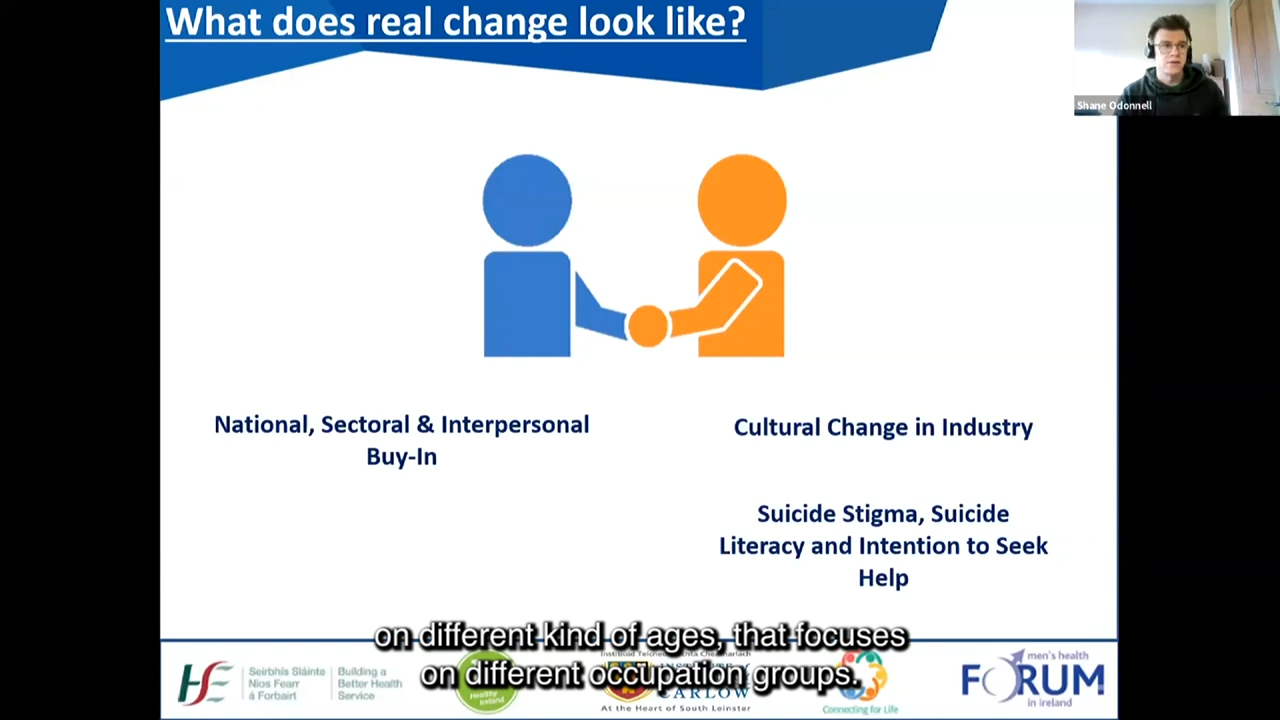 What does real change look like?
Shane Odonnell
National, Sectoral & Interpersonal
Buy-In
Cultural Change in Industry
Suicide Stigma, Suicide
Literacy and Intention to Seek
Help
on different kind of ages, that focuses
on different occupation groups.
Seirbhís Sláinte
Níos Fearr
á Forbairt
Building a
Better Health
Service
Healthy
Ireland
CARLOW
At the Heart of South Leinster
Connecting for Life
men's health
FORUM
in Ireland